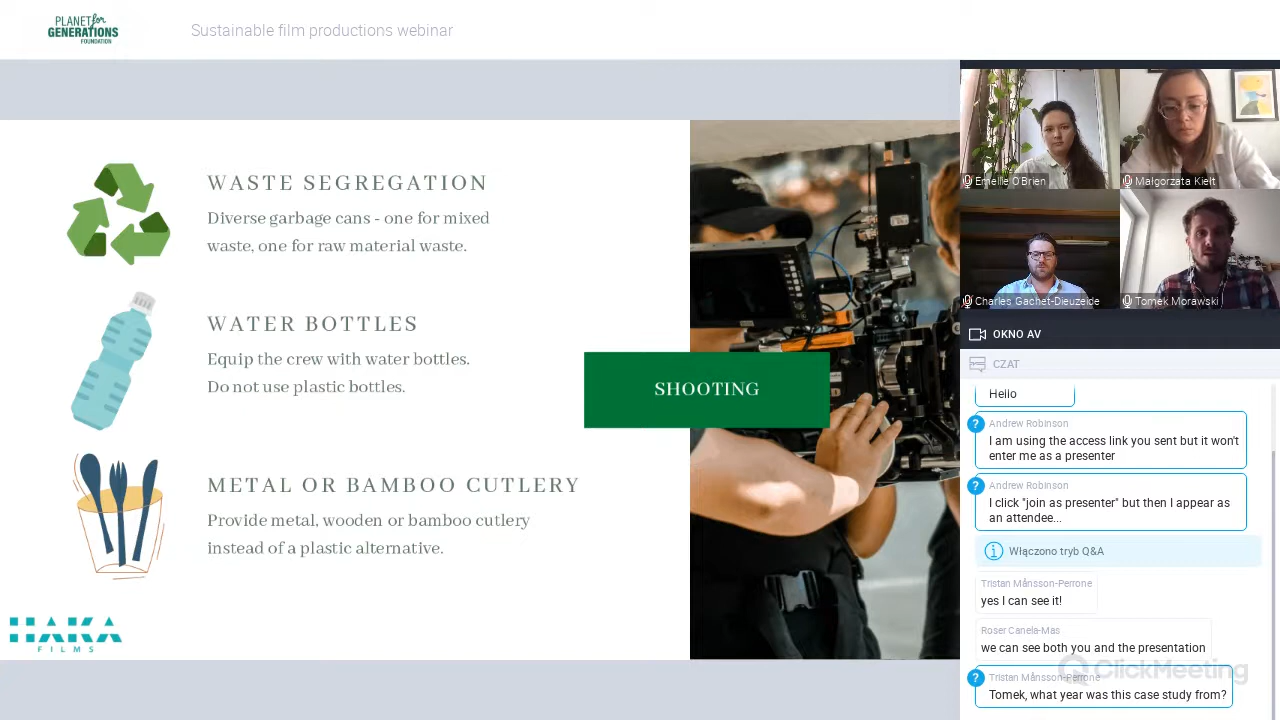 PLANET for
GENERATIONS
FOUNDATION
Sustainable film productions webinar
WASTE SEGREGATION
Diverse garbage cans - one for mixed
waste, one for raw material waste.
WATER BOTTLES
Equip the crew with water bottles.
Do not use plastic bottles.
SHOOTING
METAL OR BAMBOO CUTLERY
Provide metal, wooden or bamboo cutlery
instead of a plastic alternative.
HAKA
FILMS
Emellie O'Brien
Małgorzata Kiełt
Charles Gachet-Dieuzeide
Tomek Morawski
OKNO AV
CZAT
Hello
Andrew Robinson
I am using the access link you sent but it won't
enter me as a presenter
Andrew Robinson
I click "join as presenter" but then I appear as
an attendee...
Włączono tryb Q&A
Tristan Månsson-Perrone
yes I can see it!
Roser Canela-Mas
we can see both you and the presentation
ClickMeeting
Tristan Månsson-Perrone
Tomek, what year was this case study from?